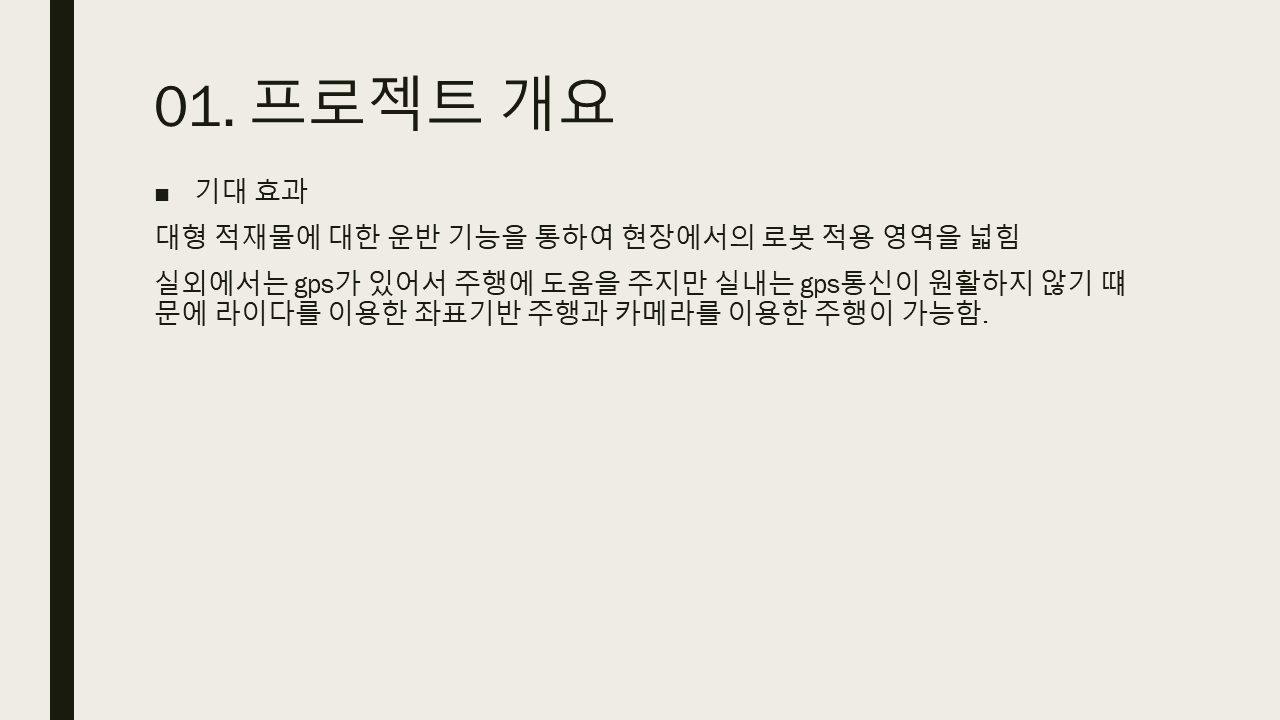 01. 프로젝트 개요
■ 기대 효과
대형 적재물에 대한 운반 기능을 통하여 현장에서의 로봇 적용 영역을 넓힘
실외에서는 gps가 있어서 주행에 도움을 주지만 실내는 gps통신이 원활하지 않기 떄
문에 라이다를 이용한 좌표기반 주행과 카메라를 이용한 주행이 가능함.